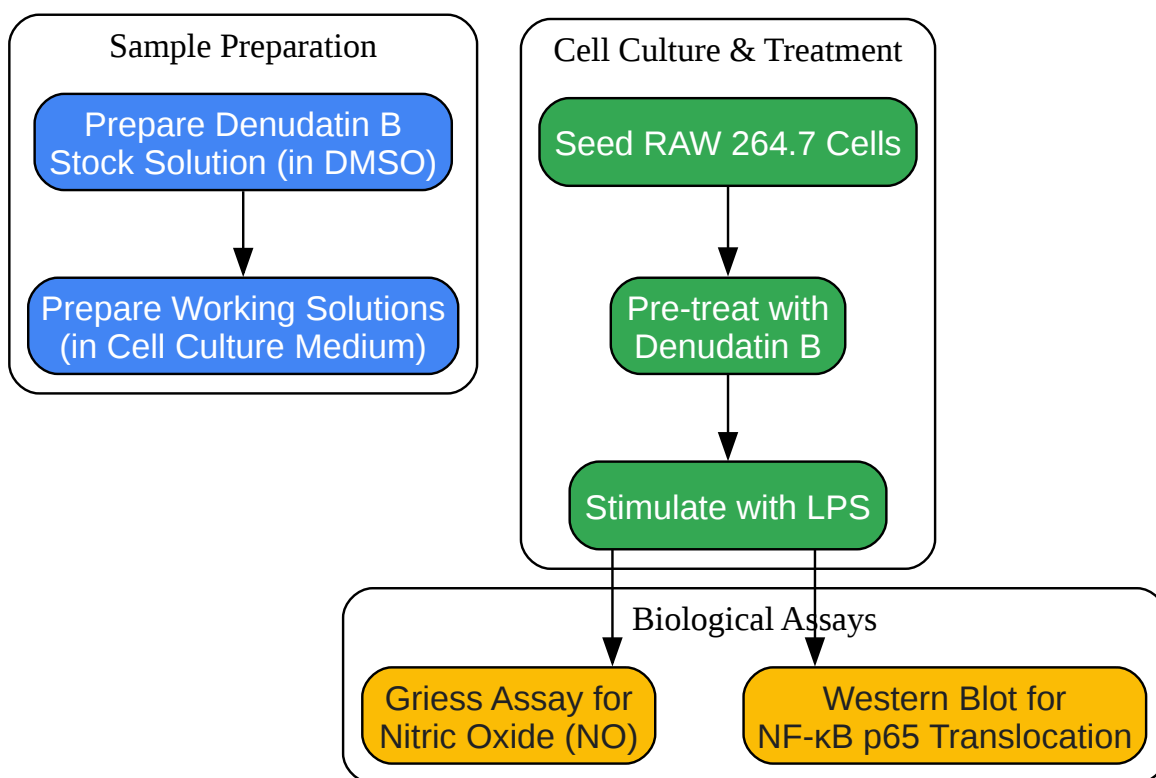 Sample Preparation
Prepare Denudatin B
Stock Solution (in DMSO)
Prepare Working Solutions
(in Cell Culture Medium)
Cell Culture & Treatment
Seed RAW 264.7 Cells
Pre-treat with
Denudatin B
Stimulate with LPS
Biological Assays
Griess Assay for
Nitric Oxide (NO)
Western Blot for
NF-κB p65 Translocation